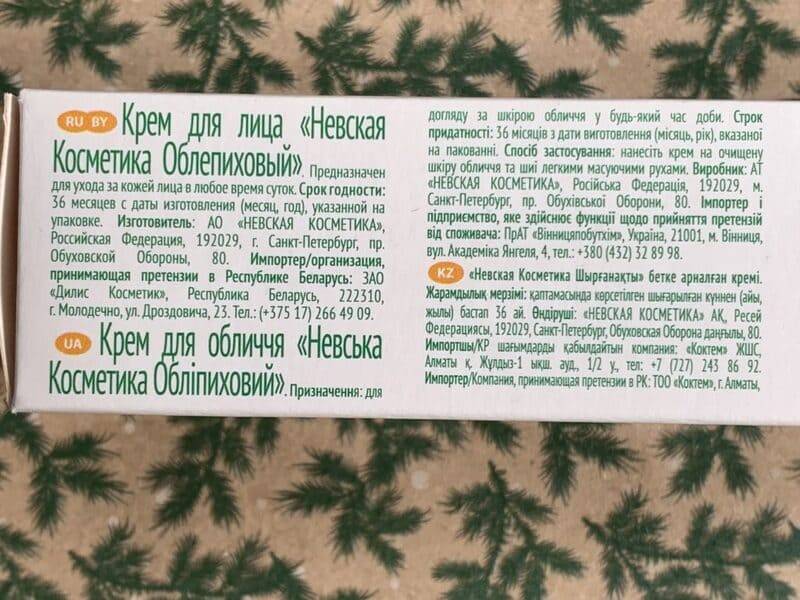 RU BY Крем для лица «Невская
Косметика Облепиховый». Предназначен
для ухода за кожей лица в любое время суток. Срок годности:
36 месяцев с даты изготовления (месяц, год), указанной на
упаковке. Изготовитель: АО «НЕВСКАЯ КОСМЕТИКА»,
Российская Федерация, 192029, г. Санкт-Петербург, пр.
Обуховской Обороны, 80. Импортер/организация,
принимающая претензии в Республике Беларусь: ЗАО
«Дилис Косметик», Республика Беларусь, 222310,
г. Молодечно, ул. Дроздовича, 23. Тел.: (+375 17) 266 49 09.
UA Крем для обличчя «Невська
Косметика Обліпиховий». Призначення: для
догляду за шкірою обличчя у будь-який час доби. Строк
придатності: 36 місяців з дати виготовлення (місяць, рік), вказаної
на пакованні. Спосіб застосування: нанесіть крем на очищену
шкіру обличчя та шиї легкими масуючими рухами. Виробник: АТ
«НЕВСКАЯ КОСМЕТИКА», Російська Федерація, 192029, м.
Санкт-Петербург, пр. Обухівської Оборони, 80. Імпортер і
підприємство, яке здійснює функції щодо прийняття претензій
від споживача: ПрАТ «Вінницяпобутхім», Україна, 21001, м. Вінниця,
вул. Академіка Янгеля, 4, тел.: +380 (432) 32 89 98.
KZ «Невская Косметика Шырғанақты» бетке арналған кремі.
Жарамдылық мерзімі: қаптамасында көрсетілген шығарылған күннен (айы,
жылы) бастап 36 ай. Өндіруші: «НЕВСКАЯ КОСМЕТИКА» АҚ, Ресей
Федерациясы, 192029, Санкт-Петербург, Обуховская Оборона даңғылы, 80.
Импортшы/ҚР шағымдарды қабылдайтын компания: «Коктем» ЖШС,
Алматы қ. Жұлдыз-1 ықш. ауд., 1/2 у., тел: +7 (727) 243 86 92.
Импортер/Компания, принимающая претензии в РК: ТОО «Коктем», г. Алматы,